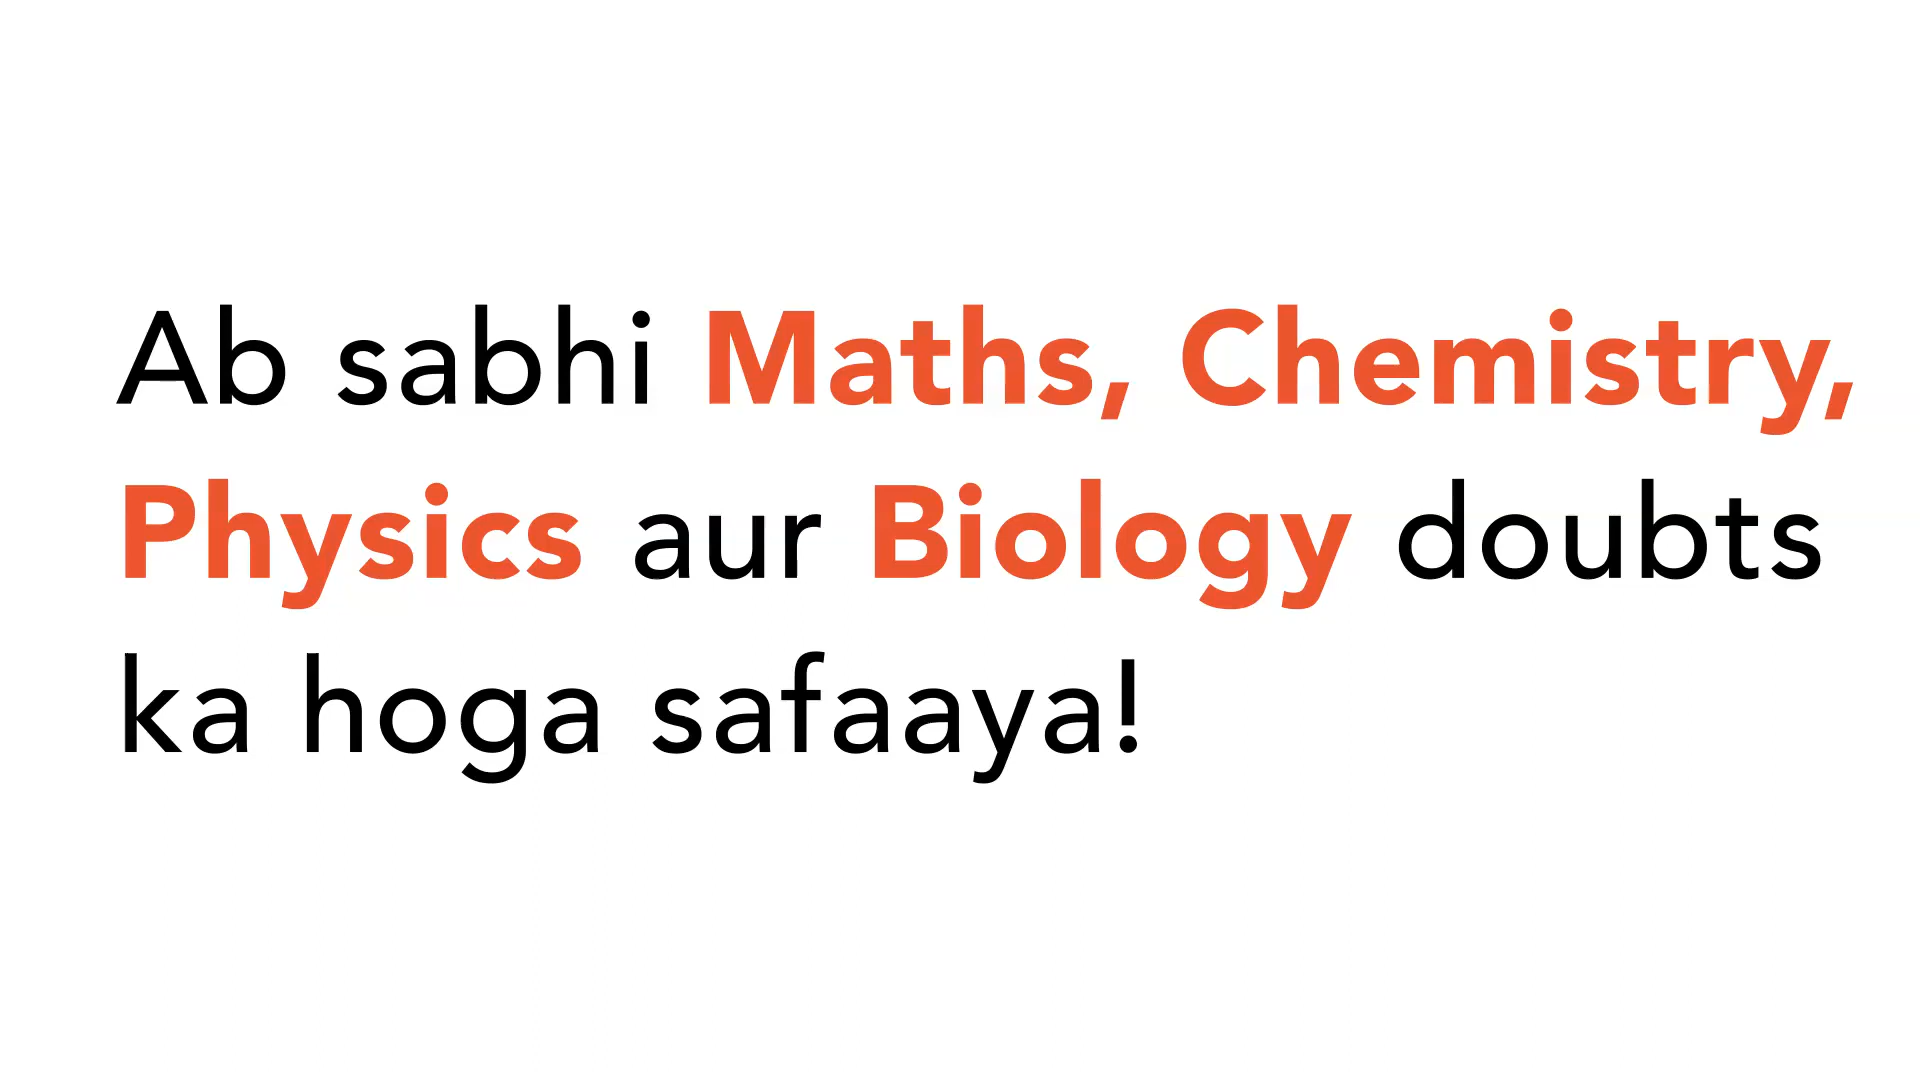 Ab sabhi Maths, Chemistry,
Physics aur Biology doubts
ka hoga safaaya!